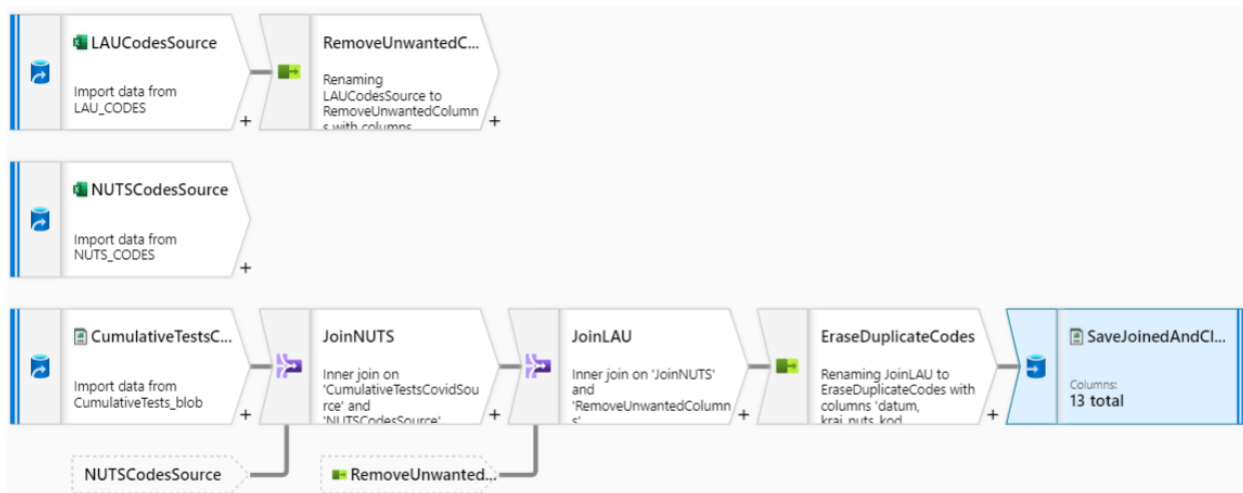 LAUCodesSource
Import data from
LAU_CODES
+
RemoveUnwantedC...
Renaming
LAUCodesSource to
RemoveUnwantedColumn
s with columns
+
NUTSCodesSource
Import data from
NUTS_CODES
+
CumulativeTestsC...
Import data from
CumulativeTests_blob
+
JoinNUTS
Inner join on
'CumulativeTestsCovidSou
rce' and
'NUTSCodesSource'
+
JoinLAU
Inner join on 'JoinNUTS'
and
'RemoveUnwantedColumn
s'
+
EraseDuplicateCodes
Renaming JoinLAU to
EraseDuplicateCodes with
columns 'datum,
kraj_nuts_kod
+
SaveJoinedAndCl...
Columns:
13 total
NUTSCodesSource
RemoveUnwanted...